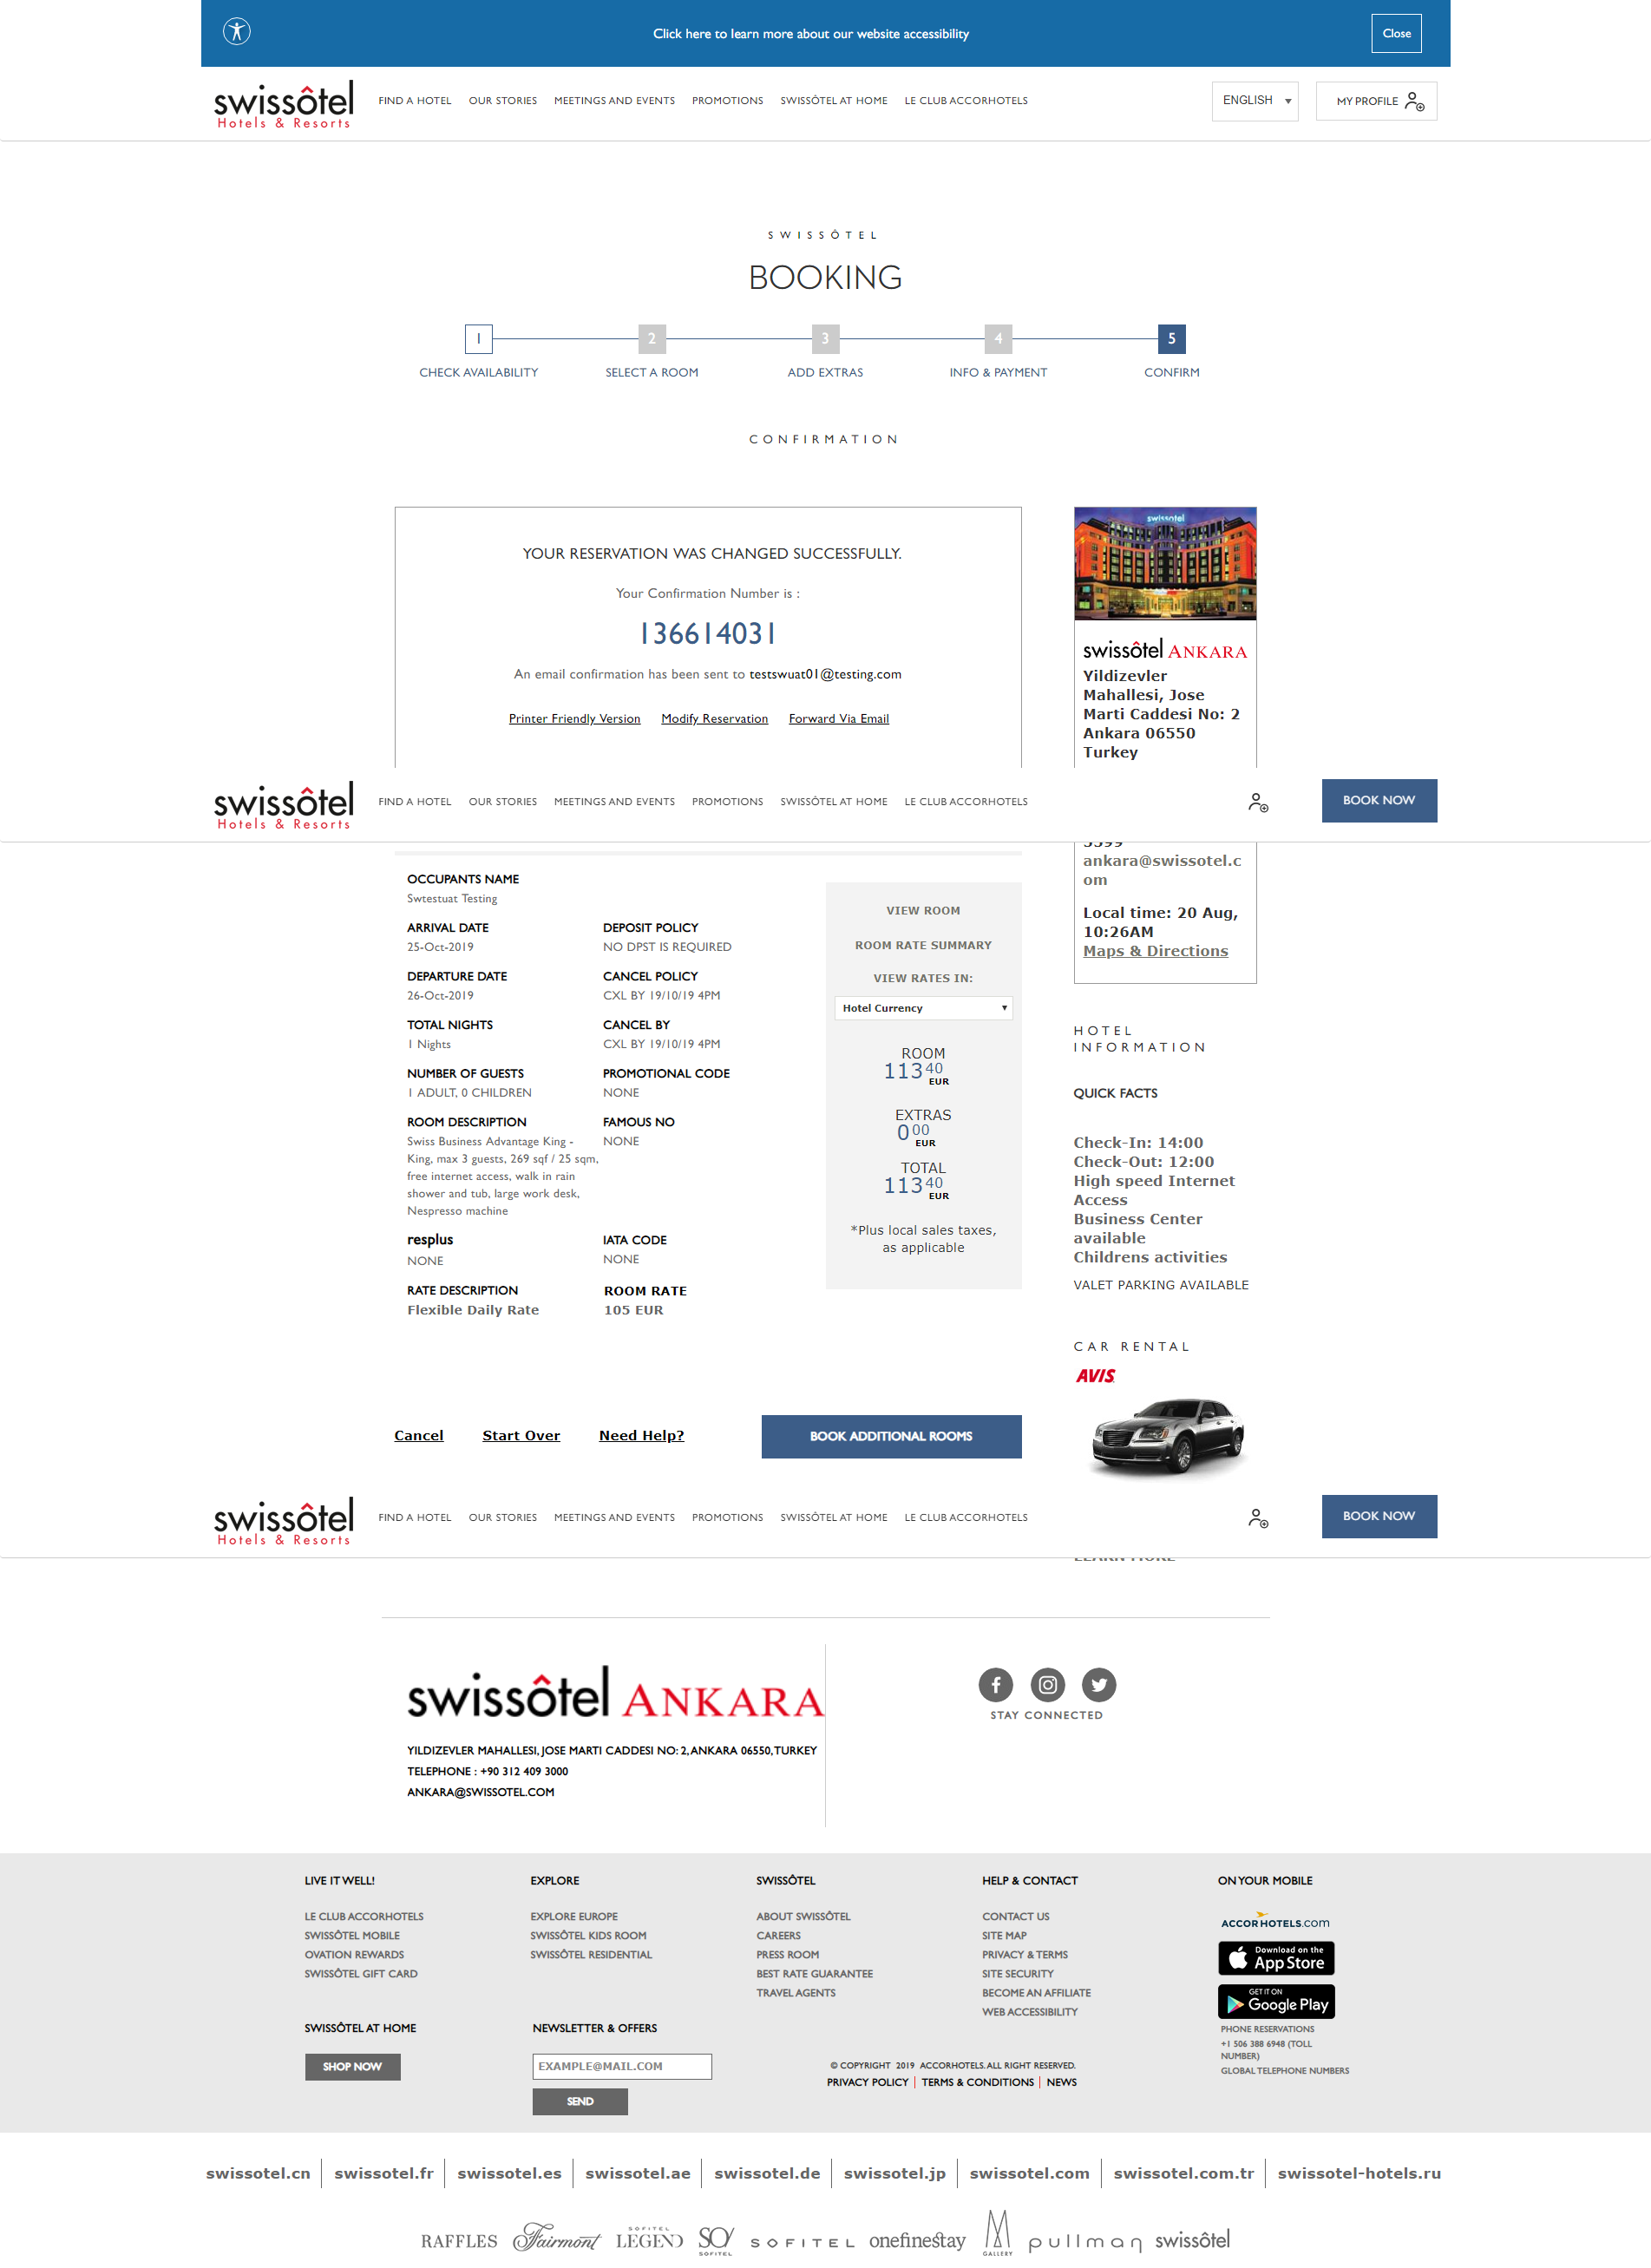 Click here to learn more about our website accessibility
Close
swissôtel
Hotels & Resorts
FIND A HOTEL OUR STORIES MEETINGS AND EVENTS PROMOTIONS SWISSÔTEL AT HOME LE CLUB ACCORHOTELS
ENGLISH
MY PROFILE
SWISSÔTEL
BOOKING
1 2 3 4 5
CHECK AVAILABILITY SELECT A ROOM ADD EXTRAS INFO & PAYMENT CONFIRM
CONFIRMATION
YOUR RESERVATION WAS CHANGED SUCCESSFULLY.
Your Confirmation Number is :
136614031
An email confirmation has been sent to testswuat01@testing.com
Printer Friendly Version Modify Reservation Forward Via Email
swissotel
swissôtel ANKARA
Yildizevler
Mahallesi, Jose
Marti Caddesi No: 2
Ankara 06550
Turkey
swissôtel
Hotels & Resorts
FIND A HOTEL OUR STORIES MEETINGS AND EVENTS PROMOTIONS SWISSÔTEL AT HOME LE CLUB ACCORHOTELS
BOOK NOW
ankara@swissotel.c
om
Local time: 20 Aug,
10:26AM
Maps & Directions
OCCUPANTS NAME
Swtestuat Testing
ARRIVAL DATE
25-Oct-2019
DEPOSIT POLICY
NO DPST IS REQUIRED
DEPARTURE DATE
26-Oct-2019
CANCEL POLICY
CXL BY 19/10/19 4PM
TOTAL NIGHTS
1 Nights
CANCEL BY
CXL BY 19/10/19 4PM
NUMBER OF GUESTS
1 ADULT, 0 CHILDREN
PROMOTIONAL CODE
NONE
ROOM DESCRIPTION
Swiss Business Advantage King -
King, max 3 guests, 269 sqf / 25 sqm,
free internet access, walk in rain
shower and tub, large work desk,
Nespresso machine
FAMOUS NO
NONE
resplus
NONE
IATA CODE
NONE
RATE DESCRIPTION
Flexible Daily Rate
ROOM RATE
105 EUR
VIEW ROOM
ROOM RATE SUMMARY
VIEW RATES IN:
Hotel Currency
ROOM
113 40
EUR
EXTRAS
0 00
EUR
TOTAL
113 40
EUR
*Plus local sales taxes,
as applicable
HOTEL
INFORMATION
QUICK FACTS
Check-In: 14:00
Check-Out: 12:00
High speed Internet
Access
Business Center
available
Childrens activities
VALET PARKING AVAILABLE
CAR RENTAL
AVIS
Cancel Start Over Need Help?
BOOK ADDITIONAL ROOMS
swissôtel
Hotels & Resorts
FIND A HOTEL OUR STORIES MEETINGS AND EVENTS PROMOTIONS SWISSÔTEL AT HOME LE CLUB ACCORHOTELS
BOOK NOW
LEARN MORE
swissôtel ANKARA
YILDIZEVLER MAHALLESI, JOSE MARTI CADDESI NO: 2, ANKARA 06550, TURKEY
TELEPHONE : +90 312 409 3000
ANKARA@SWISSOTEL.COM
STAY CONNECTED
LIVE IT WELL!
LE CLUB ACCORHOTELS
SWISSÔTEL MOBILE
OVATION REWARDS
SWISSÔTEL GIFT CARD
EXPLORE
EXPLORE EUROPE
SWISSÔTEL KIDS ROOM
SWISSÔTEL RESIDENTIAL
SWISSÔTEL
ABOUT SWISSÔTEL
CAREERS
PRESS ROOM
BEST RATE GUARANTEE
TRAVEL AGENTS
HELP & CONTACT
CONTACT US
SITE MAP
PRIVACY & TERMS
SITE SECURITY
BECOME AN AFFILIATE
WEB ACCESSIBILITY
ON YOUR MOBILE
ACCORHOTELS.com
Download on the
App Store
GET IT ON
Google Play
PHONE RESERVATIONS
+1 506 388 6948 (TOLL
NUMBER)
GLOBAL TELEPHONE NUMBERS
SWISSÔTEL AT HOME
SHOP NOW
NEWSLETTER & OFFERS
EXAMPLE@MAIL.COM
SEND
© COPYRIGHT 2019 ACCORHOTELS. ALL RIGHT RESERVED.
PRIVACY POLICY TERMS & CONDITIONS NEWS
swissotel.cn swissotel.fr swissotel.es swissotel.ae swissotel.de swissotel.jp swissotel.com swissotel.com.tr swissotel-hotels.ru
RAFFLES Fairmont SOFITEL LEGEND SO/ SOFITEL SOFITEL onefinestay M GALLERY pullman swissôtel